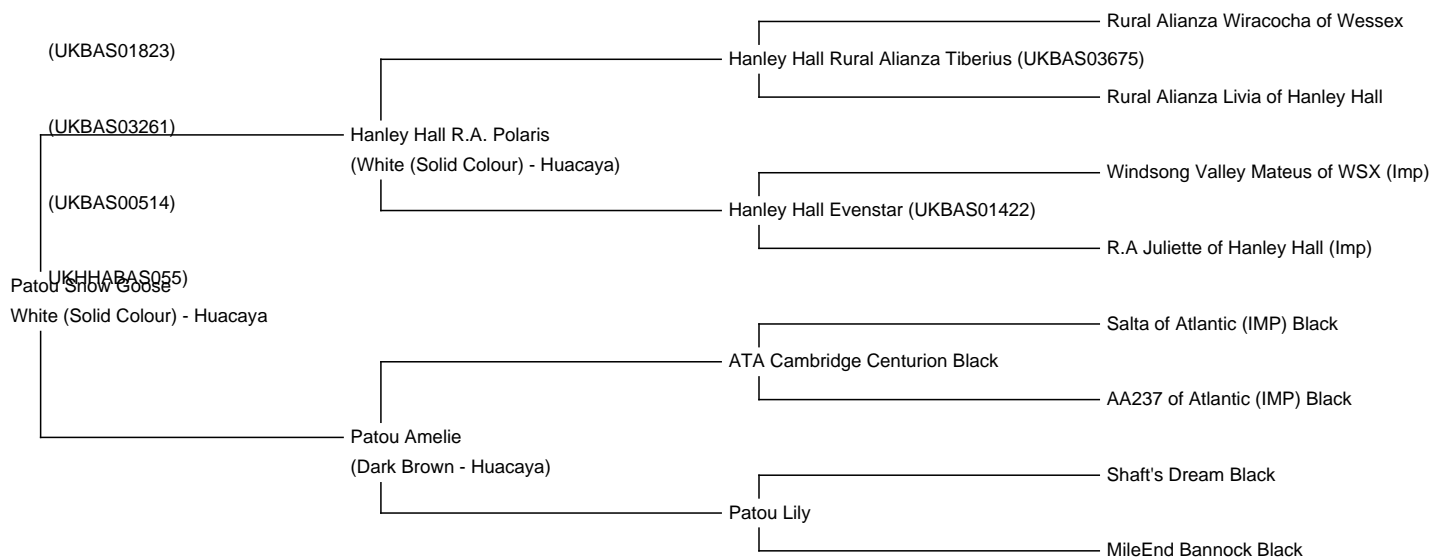 (UKBAS01823)
(UKBAS03261)
(UKBAS00514)
UKHHABAS055)
Patou Snow Goose
White (Solid Colour) - Huacaya
Hanley Hall R.A. Polaris
(White (Solid Colour) - Huacaya)
Patou Amelie
(Dark Brown - Huacaya)
Hanley Hall Rural Alianza Tiberius (UKBAS03675)
Hanley Hall Evenstar (UKBAS01422)
ATA Cambridge Centurion Black
Patou Lily
Rural Alianza Wiracocha of Wessex
Rural Alianza Livia of Hanley Hall
Windsong Valley Mateus of WSX (Imp)
R.A Juliette of Hanley Hall (Imp)
Salta of Atlantic (IMP) Black
AA237 of Atlantic (IMP) Black
Shaft's Dream Black
MileEnd Bannock Black